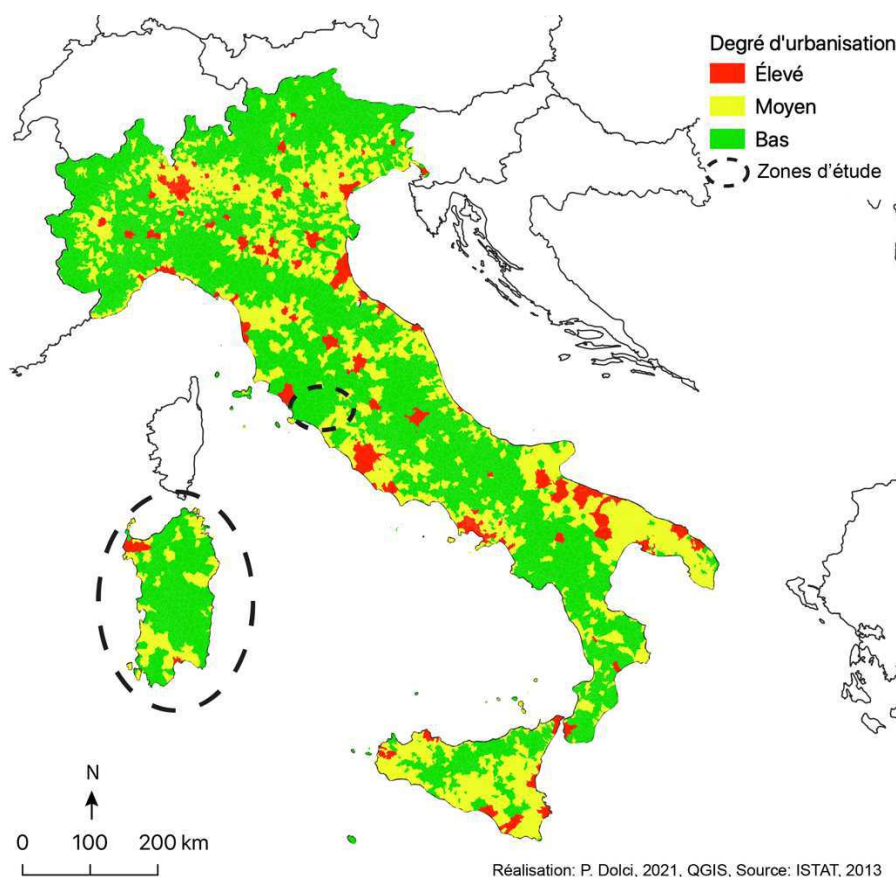 Degré d'urbanisation
Élevé
Moyen
Bas
Zones d'étude
N
0 100 200 km
Réalisation: P. Dolci, 2021, QGIS, Source: ISTAT, 2013